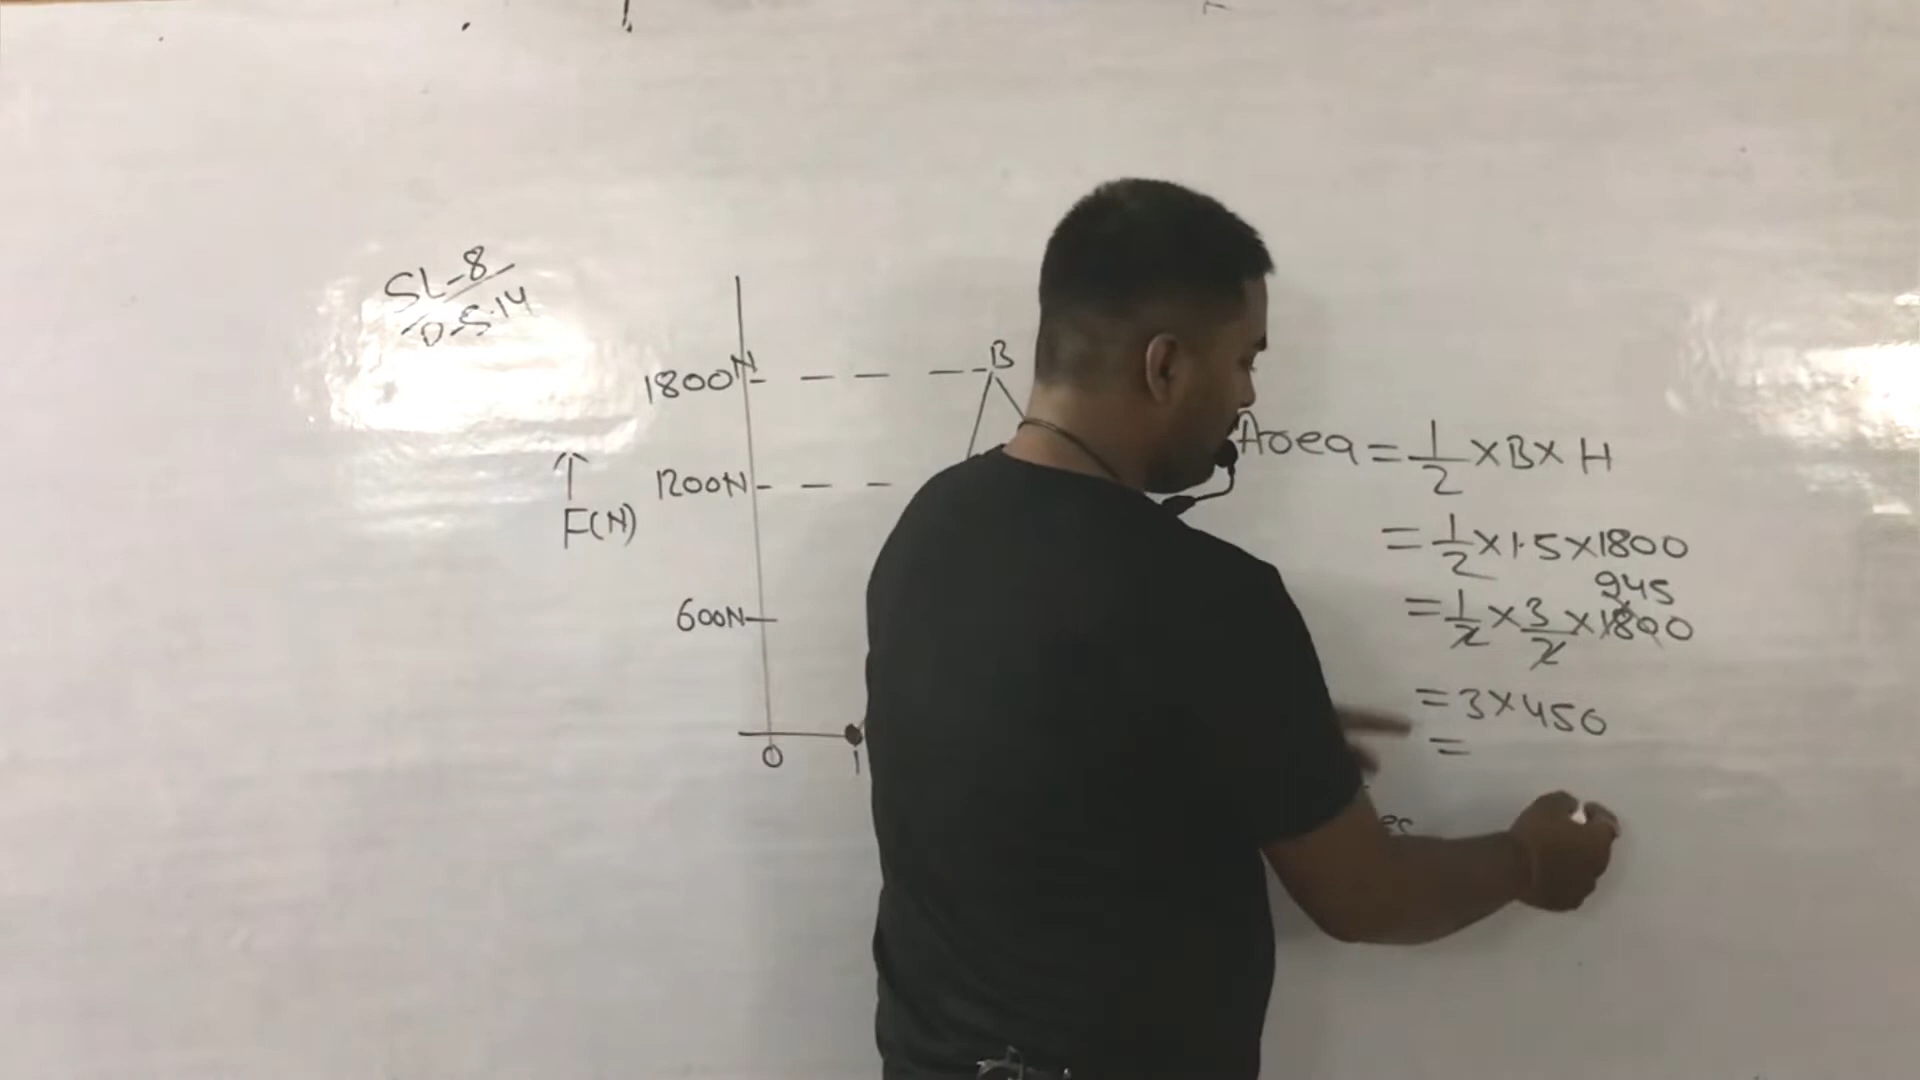 SL-8
D-S.14
1800N
B
1200N
↑
F(N)
600N
0
1
Area = 1/2 × B × H
= 1/2 × 1.5 × 1800
945
= 1/2 × 3/2 × 1800
= 3 × 450
=